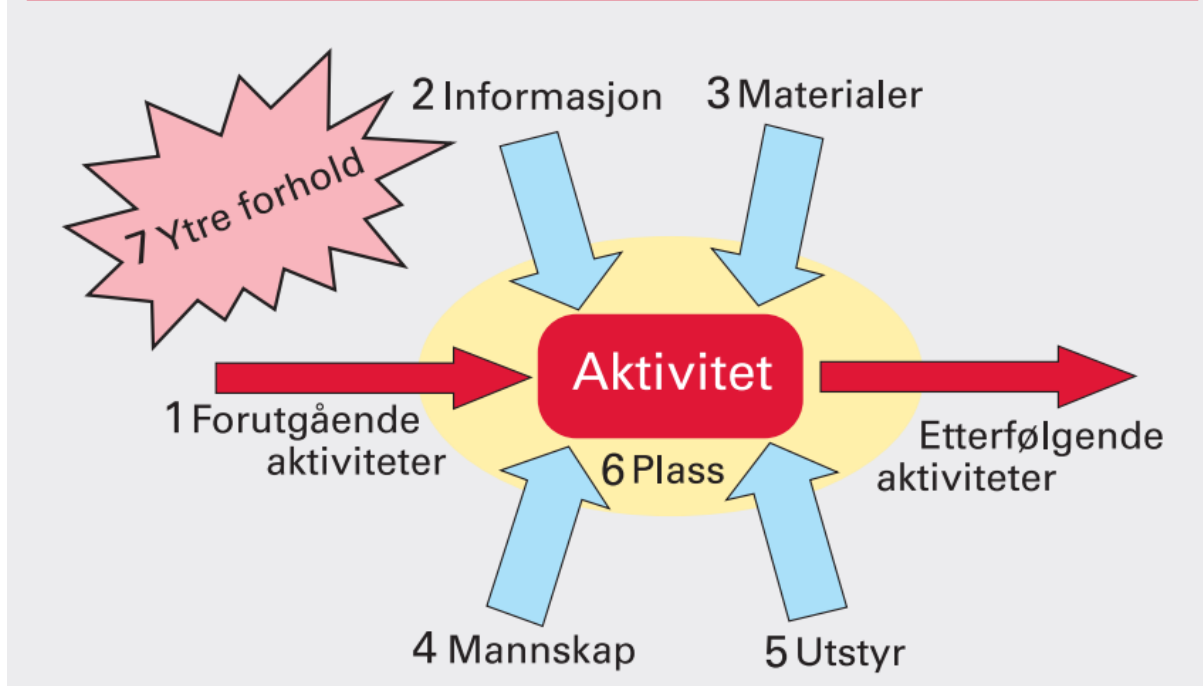 2 Informasjon
3 Materialer
7 Ytre forhold
Aktivitet
1 Forutgående
aktiviteter
6 Plass
Etterfølgende
aktiviteter
4 Mannskap
5 Utstyr